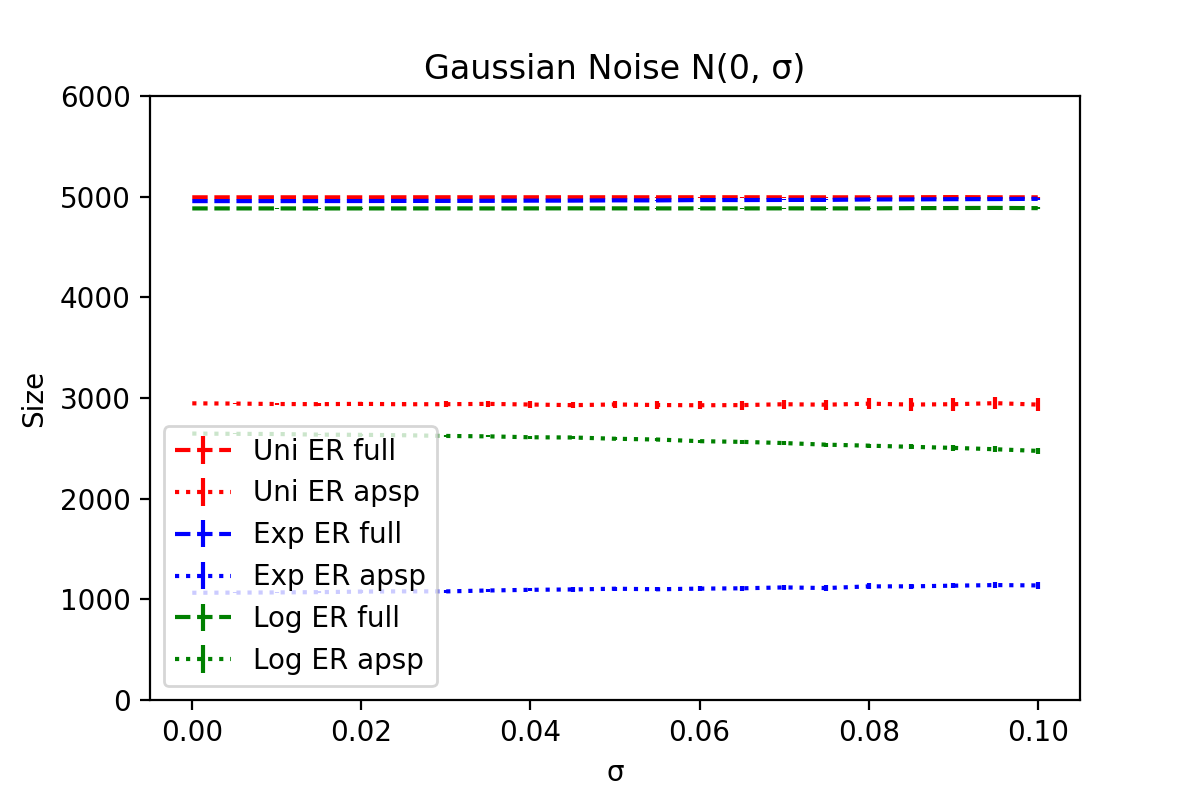 Gaussian Noise N(0, σ)
6000
5000
4000
3000
2000
1000
0
Size
Uni ER full
Uni ER apsp
Exp ER full
Exp ER apsp
Log ER full
Log ER apsp
0.00 0.02 0.04 0.06 0.08 0.10
σ